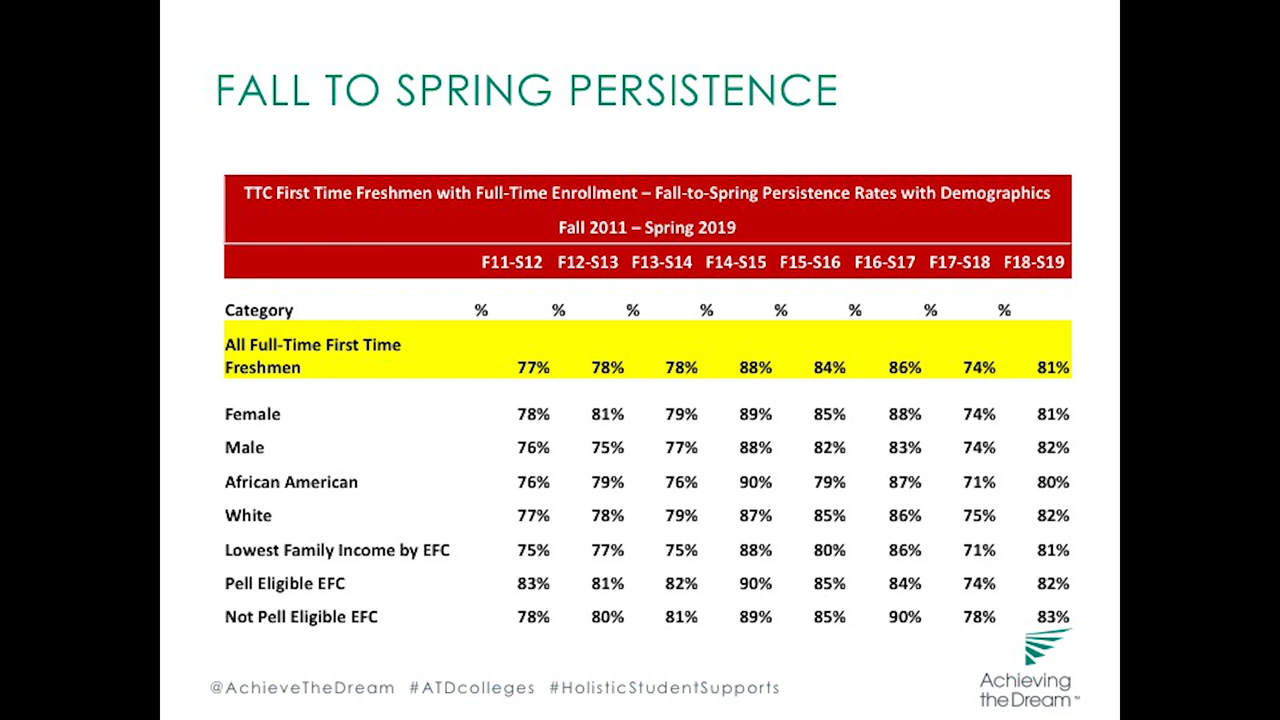 FALL TO SPRING PERSISTENCE
TTC First Time Freshmen with Full-Time Enrollment – Fall-to-Spring Persistence Rates with Demographics
Fall 2011 – Spring 2019
F11-S12 F12-S13 F13-S14 F14-S15 F15-S16 F16-S17 F17-S18 F18-S19
Category % % % % % % % %
All Full-Time First Time
Freshmen 77% 78% 78% 88% 84% 86% 74% 81%
Female 78% 81% 79% 89% 85% 88% 74% 81%
Male 76% 75% 77% 88% 82% 83% 74% 82%
African American 76% 79% 76% 90% 79% 87% 71% 80%
White 77% 78% 79% 87% 85% 86% 75% 82%
Lowest Family Income by EFC 75% 77% 75% 88% 80% 86% 71% 81%
Pell Eligible EFC 83% 81% 82% 90% 85% 84% 74% 82%
Not Pell Eligible EFC 78% 80% 81% 89% 85% 90% 78% 83%
@AchieveTheDream #ATDcolleges #HolisticStudentSupports
Achieving
the Dream™